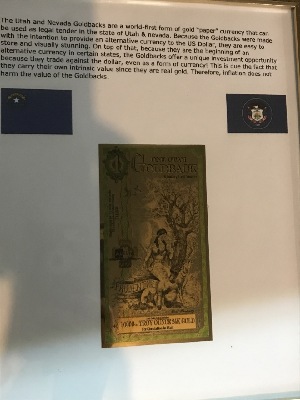 The Utah and Nevada Goldbacks are a world-first form of gold "paper" currency that can
be used as legal tender in the state of Utah & nevada. Because the Goldbacks were made
with the intention to provide an alternative currency to the US Dollar, they are easy to
store and visually stunning. On top of that, because they are the beginning of an
alternative currency in certain states, the Goldbacks offer a unique investment opportunity
because they trade against the dollar, even as a form of currency! This is due the fact that
they carry their own intrinsic value since they are real gold. Therefore, inflation does not
harm the value of the Goldbacks
GOLDBACK
TROY OUNCE 24K GOLD